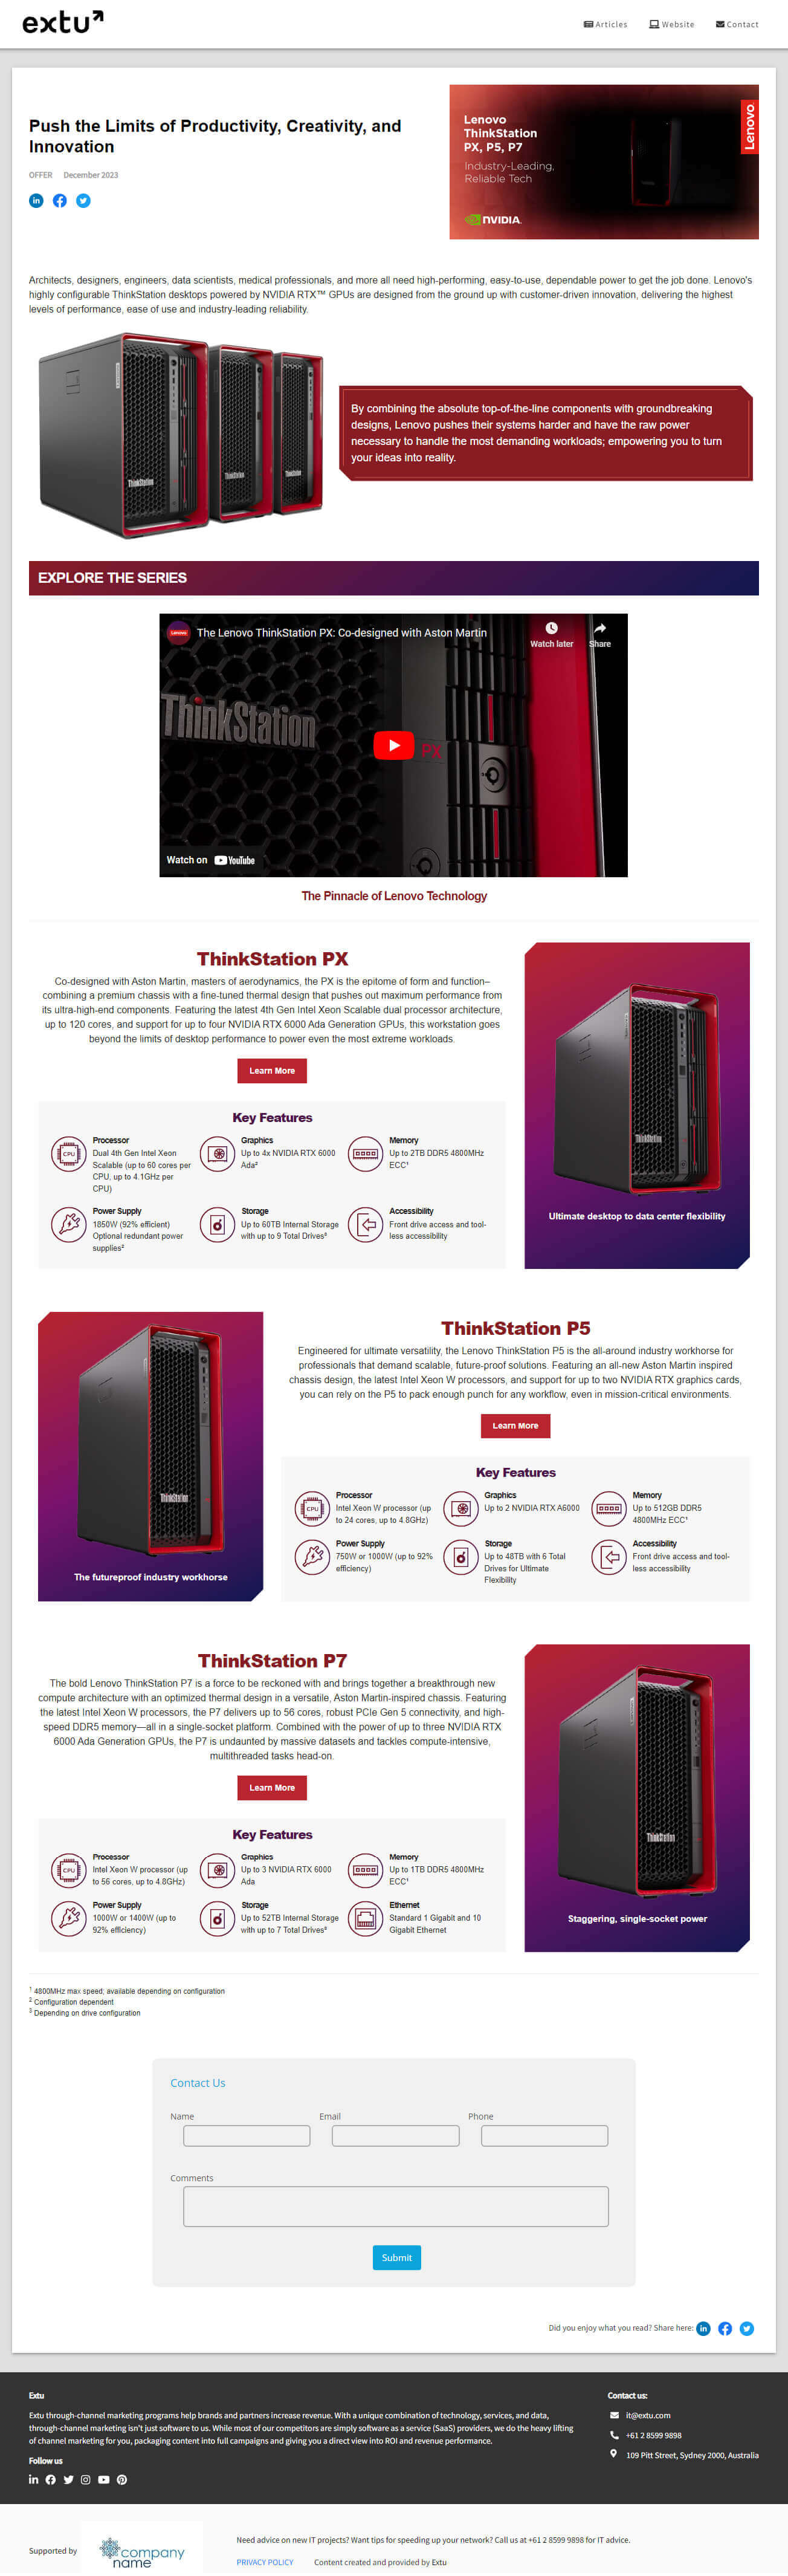 extu
Articles
Website
Contact
Push the Limits of Productivity, Creativity, and
Innovation
OFFER December 2023
Lenovo
ThinkStation
PX, P5, P7
Industry-Leading,
Reliable Tech
NVIDIA.
Lenovo
Architects, designers, engineers, data scientists, medical professionals, and more all need high-performing, easy-to-use, dependable power to get the job done. Lenovo's
highly configurable ThinkStation desktops powered by NVIDIA RTX™ GPUs are designed from the ground up with customer-driven innovation, delivering the highest
levels of performance, ease of use and industry-leading reliability.
ThinkStation
ThinkStation
ThinkStation
By combining the absolute top-of-the-line components with groundbreaking
designs, Lenovo pushes their systems harder and have the raw power
necessary to handle the most demanding workloads; empowering you to turn
your ideas into reality.
EXPLORE THE SERIES
Lenovo
The Lenovo ThinkStation PX: Co-designed with Aston Martin
Watch later
Share
ThinkStation
PX
Watch on YouTube
The Pinnacle of Lenovo Technology
ThinkStation PX
Co-designed with Aston Martin, masters of aerodynamics, the PX is the epitome of form and function–
combining a premium chassis with a fine-tuned thermal design that pushes out maximum performance from
its ultra-high-end components. Featuring the latest 4th Gen Intel Xeon Scalable dual processor architecture,
up to 120 cores, and support for up to four NVIDIA RTX 6000 Ada Generation GPUs, this workstation goes
beyond the limits of desktop performance to power even the most extreme workloads.
Learn More
Key Features
CPU
Processor
Dual 4th Gen Intel Xeon
Scalable (up to 60 cores per
CPU, up to 4.1GHz per
CPU)
Graphics
Up to 4x NVIDIA RTX 6000
Ada²
Memory
Up to 2TB DDR5 4800MHz
ECC¹
Power Supply
1850W (92% efficient)
Optional redundant power
supplies²
Storage
Up to 60TB Internal Storage
with up to 9 Total Drives³
Accessibility
Front drive access and tool-
less accessibility
ThinkStation
Ultimate desktop to data center flexibility
ThinkStation
The futureproof industry workhorse
ThinkStation P5
Engineered for ultimate versatility, the Lenovo ThinkStation P5 is the all-around industry workhorse for
professionals that demand scalable, future-proof solutions. Featuring an all-new Aston Martin inspired
chassis design, the latest Intel Xeon W processors, and support for up to two NVIDIA RTX graphics cards,
you can rely on the P5 to pack enough punch for any workflow, even in mission-critical environments.
Learn More
Key Features
CPU
Processor
Intel Xeon W processor (up
to 24 cores, up to 4.8GHz)
Graphics
Up to 2 NVIDIA RTX A6000
Memory
Up to 512GB DDR5
4800MHz ECC¹
Power Supply
750W or 1000W (up to 92%
efficiency)
Storage
Up to 48TB with 6 Total
Drives for Ultimate
Flexibility
Accessibility
Front drive access and tool-
less accessibility
ThinkStation P7
The bold Lenovo ThinkStation P7 is a force to be reckoned with and brings together a breakthrough new
compute architecture with an optimized thermal design in a versatile, Aston Martin-inspired chassis. Featuring
the latest Intel Xeon W processors, the P7 delivers up to 56 cores, robust PCIe Gen 5 connectivity, and high-
speed DDR5 memory—all in a single-socket platform. Combined with the power of up to three NVIDIA RTX
6000 Ada Generation GPUs, the P7 is undaunted by massive datasets and tackles compute-intensive,
multithreaded tasks head-on.
Learn More
Key Features
CPU
Processor
Intel Xeon W processor (up
to 56 cores, up to 4.8GHz)
Graphics
Up to 3 NVIDIA RTX 6000
Ada
Memory
Up to 1TB DDR5 4800MHz
ECC¹
Power Supply
1000W or 1400W (up to
92% efficiency)
Storage
Up to 52TB Internal Storage
with up to 7 Total Drives³
Ethernet
Standard 1 Gigabit and 10
Gigabit Ethernet
ThinkStation
Staggering, single-socket power
¹ 4800MHz max speed; available depending on configuration
² Configuration dependent
³ Depending on drive configuration
Contact Us
Name
Email
Phone
Comments
Submit
Did you enjoy what you read? Share here:
Extu
Extu through-channel marketing programs help brands and partners increase revenue. With a unique combination of technology, services, and data,
through-channel marketing isn't just software to us. While most of our competitors are simply software as a service (SaaS) providers, we do the heavy lifting
of channel marketing for you, packaging content into full campaigns and giving you a direct view into ROI and revenue performance.
Follow us
Contact us:
it@extu.com
+61 2 8599 9898
109 Pitt Street, Sydney 2000, Australia
Supported by
company
name
Need advice on new IT projects? Want tips for speeding up your network? Call us at +61 2 8599 9898 for IT advice.
PRIVACY POLICY Content created and provided by Extu